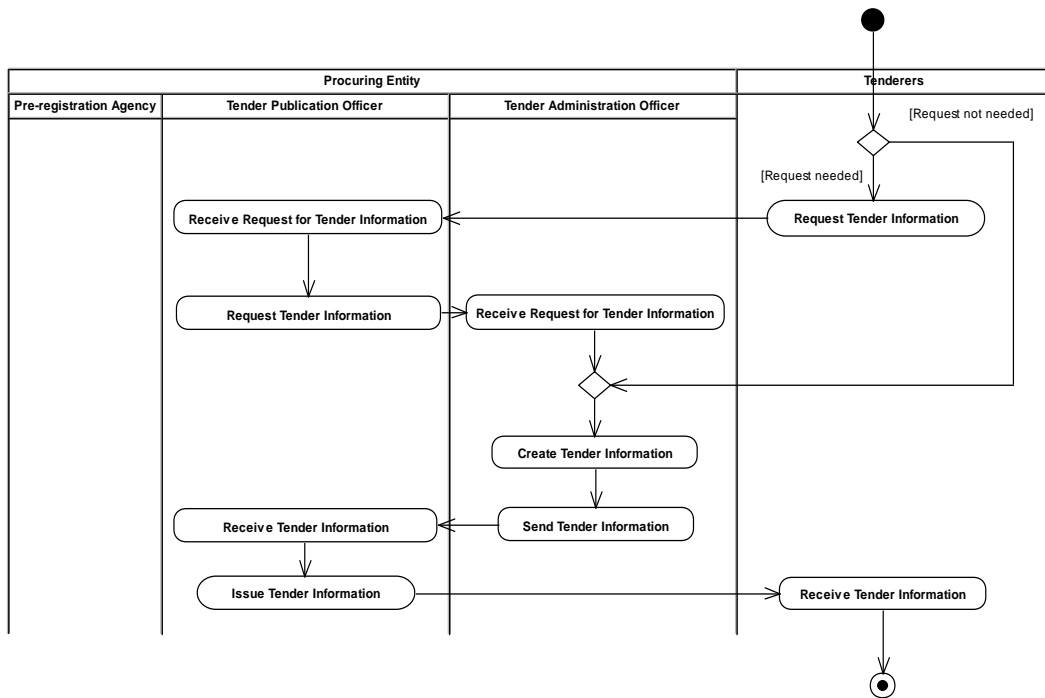 Procuring Entity
Tenderers
Pre-registration Agency
Tender Publication Officer
Tender Administration Officer
[Request not needed]
[Request needed]
Receive Request for Tender Information
Request Tender Information
Request Tender Information
Receive Request for Tender Information
Create Tender Information
Receive Tender Information
Send Tender Information
Issue Tender Information
Receive Tender Information